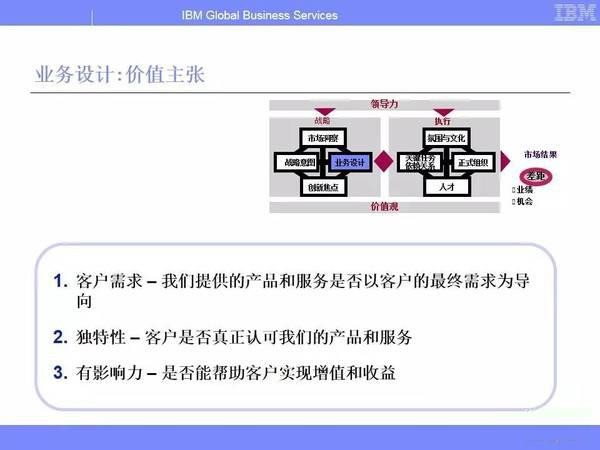 IBM Global Business Services
IBM
业务设计:价值主张
领导力
战略
执行
市场洞察
氛围与文化
战略意图
业务设计
关键任务
依赖关系
正式组织
市场结果
差距
创新焦点
人才
业绩
机会
价值观
1. 客户需求 – 我们提供的产品和服务是否以客户的最终需求为导
向
2. 独特性 – 客户是否真正认可我们的产品和服务
3. 有影响力 – 是否能帮助客户实现增值和收益